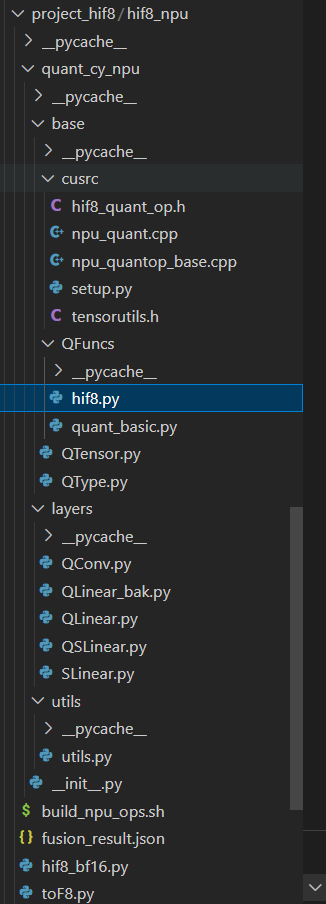 project_hif8 / hif8_npu
__pycache__
quant_cy_npu
__pycache__
base
__pycache__
cusrc
C hif8_quant_op.h
npu_quant.cpp
npu_quantop_base.cpp
setup.py
C tensorutils.h
QFuncs
__pycache__
hif8.py
quant_basic.py
QTensor.py
QType.py
layers
__pycache__
QConv.py
QLinear_bak.py
QLinear.py
QSLinear.py
SLinear.py
utils
__pycache__
utils.py
__init__.py
$ build_npu_ops.sh
{} fusion_result.json
hif8_bf16.py
toF8.py